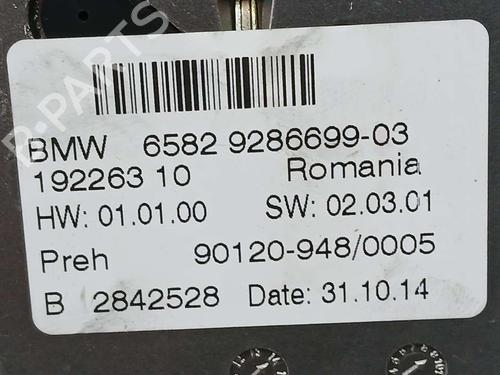 BMW 6582 9286699-03
192263 10 Romania
HW: 01.01.00 SW: 02.03.01
Preh 90120-948/0005
B 2842528 Date: 31.10.14